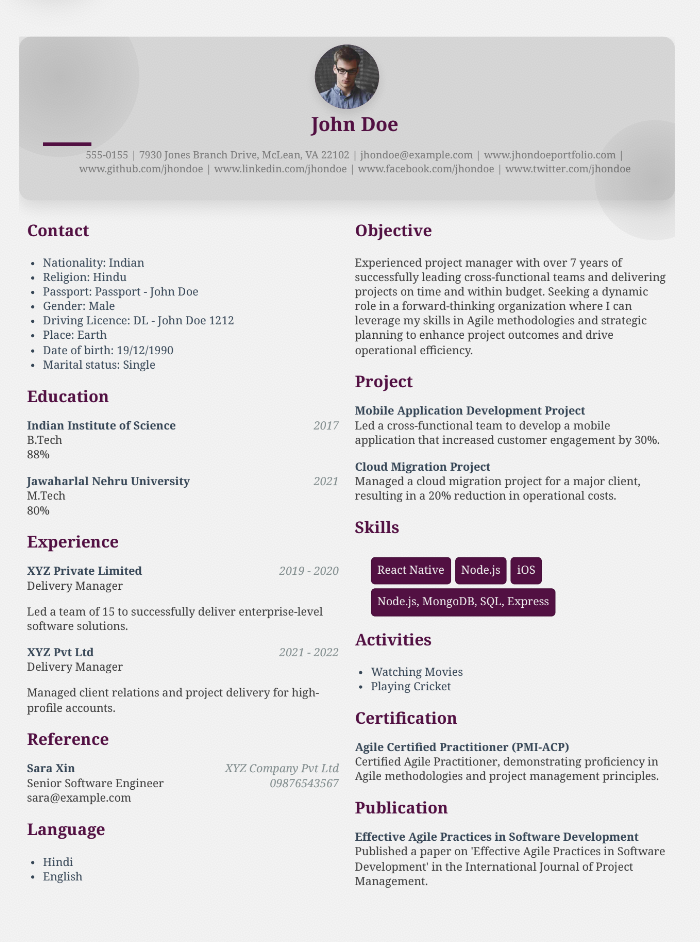 John Doe
555-0155 | 7930 Jones Branch Drive, McLean, VA 22102 | jhondoe@example.com | www.jhondoeportfolio.com |
www.github.com/jhondoe | www.linkedin.com/jhondoe | www.facebook.com/jhondoe | www.twitter.com/jhondoe
Contact
• Nationality: Indian
• Religion: Hindu
• Passport: Passport - John Doe
• Gender: Male
• Driving Licence: DL - John Doe 1212
• Place: Earth
• Date of birth: 19/12/1990
• Marital status: Single
Education
Indian Institute of Science 2017
B.Tech
88%
Jawaharlal Nehru University 2021
M.Tech
80%
Experience
XYZ Private Limited 2019 - 2020
Delivery Manager
Led a team of 15 to successfully deliver enterprise-level
software solutions.
XYZ Pvt Ltd 2021 - 2022
Delivery Manager
Managed client relations and project delivery for high-
profile accounts.
Reference
Sara Xin XYZ Company Pvt Ltd
Senior Software Engineer 09876543567
sara@example.com
Language
• Hindi
• English
Objective
Experienced project manager with over 7 years of
successfully leading cross-functional teams and delivering
projects on time and within budget. Seeking a dynamic
role in a forward-thinking organization where I can
leverage my skills in Agile methodologies and strategic
planning to enhance project outcomes and drive
operational efficiency.
Project
Mobile Application Development Project
Led a cross-functional team to develop a mobile
application that increased customer engagement by 30%.
Cloud Migration Project
Managed a cloud migration project for a major client,
resulting in a 20% reduction in operational costs.
Skills
React Native Node.js iOS
Node.js, MongoDB, SQL, Express
Activities
• Watching Movies
• Playing Cricket
Certification
Agile Certified Practitioner (PMI-ACP)
Certified Agile Practitioner, demonstrating proficiency in
Agile methodologies and project management principles.
Publication
Effective Agile Practices in Software Development
Published a paper on 'Effective Agile Practices in Software
Development' in the International Journal of Project
Management.